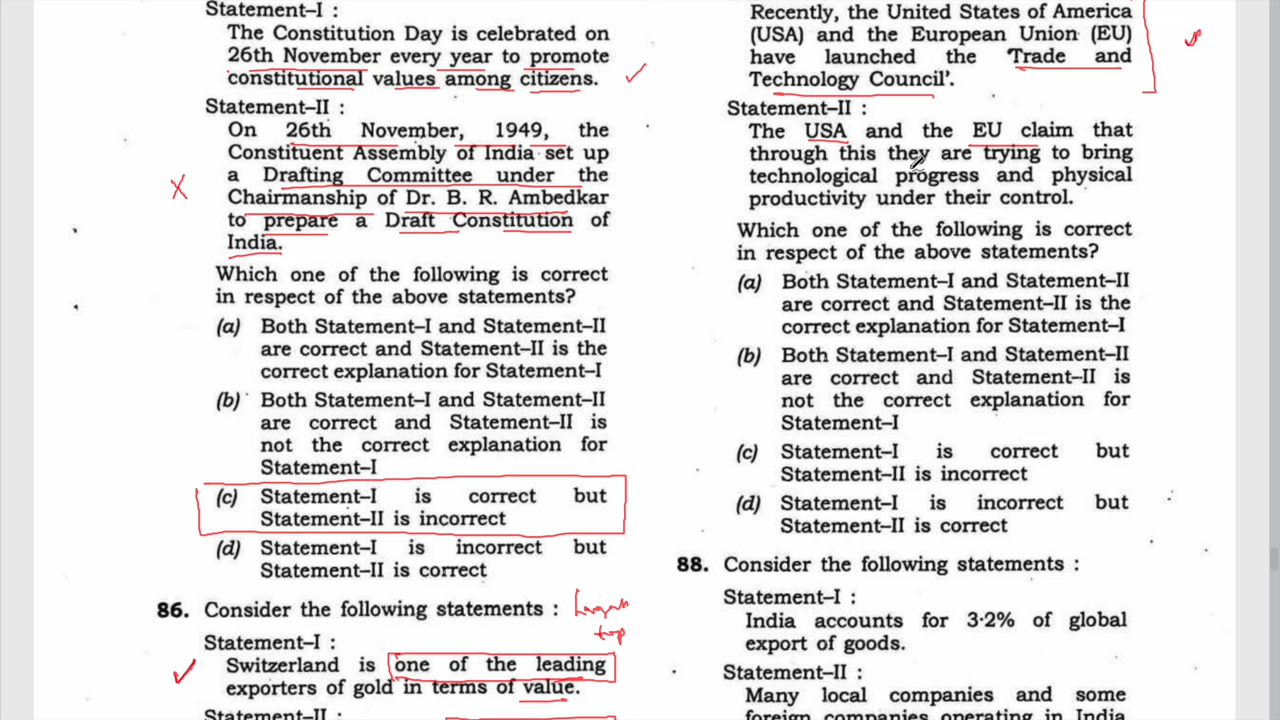 Statement–I :
The Constitution Day is celebrated on
26th November every year to promote
constitutional values among citizens.
Statement–II :
On 26th November, 1949, the
Constituent Assembly of India set up
a Drafting Committee under the
Chairmanship of Dr. B. R. Ambedkar
to prepare a Draft Constitution of
India.
Which one of the following is correct
in respect of the above statements?
(a) Both Statement–I and Statement–II
are correct and Statement–II is the
correct explanation for Statement–I
(b) Both Statement–I and Statement–II
are correct and Statement–II is
not the correct explanation for
Statement–I
(c) Statement–I is correct but
Statement–II is incorrect
(d) Statement–I is incorrect but
Statement–II is correct
86. Consider the following statements :
top
Statement–I :
Switzerland is one of the leading
exporters of gold in terms of value.
Statement–II :
Recently, the United States of America
(USA) and the European Union (EU)
have launched the 'Trade and
Technology Council'.
Statement–II :
The USA and the EU claim that
through this they are trying to bring
technological progress and physical
productivity under their control.
Which one of the following is correct
in respect of the above statements?
(a) Both Statement–I and Statement–II
are correct and Statement–II is the
correct explanation for Statement–I
(b) Both Statement–I and Statement–II
are correct and Statement–II is
not the correct explanation for
Statement–I
(c) Statement–I is correct but
Statement–II is incorrect
(d) Statement–I is incorrect but
Statement–II is correct
88. Consider the following statements :
Statement–I :
India accounts for 3·2% of global
export of goods.
Statement–II :
Many local companies and some
foreign companies operating in India